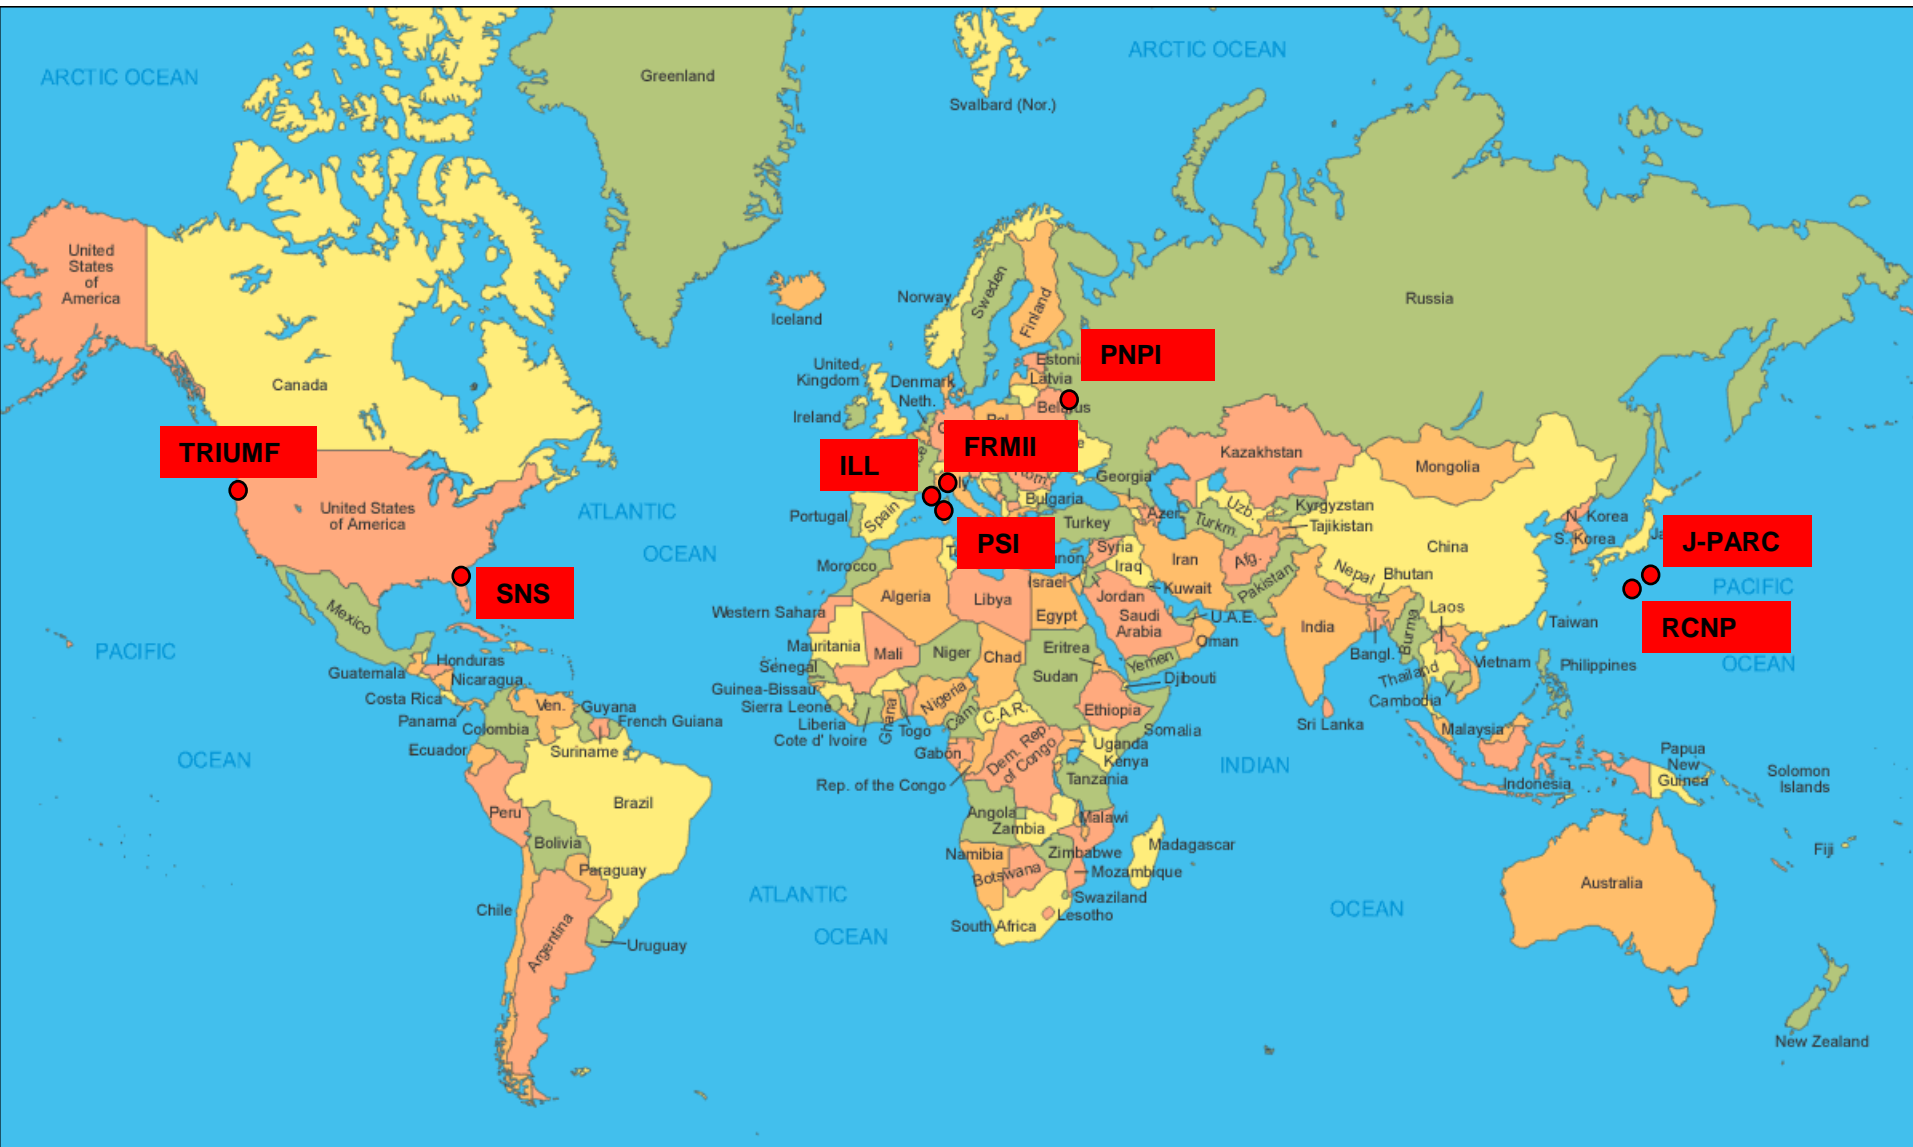 ARCTIC OCEAN
Greenland
ARCTIC OCEAN
Svalbard (Nor.)
United
States
of
America
Canada
Iceland
Norway
Sweden
Finland
Russia
PNPI
Latvia
United
Kingdom
Denmark
Neth.
Ireland
Belarus
TRIUMF
ILL
FRMII
Kazakhstan
Mongolia
Georgia
United States
of America
ATLANTIC
OCEAN
Portugal
Spain
Bulgaria
Turkey
Azer.
Uzb.
Turkm.
Kyrgyzstan
Tajikistan
China
N. Korea
S. Korea
J-PARC
PACIFIC
RCNP
OCEAN
PSI
SNS
Morocco
Algeria
Libya
Egypt
Israel
Syria
Iraq
Jordan
Iran
Kuwait
Afg.
Pakistan
Nepal
Bhutan
Saudi
Arabia
U.A.E.
Oman
India
Bangl.
Burma
Laos
Taiwan
Thailand
Vietnam
Cambodia
Philippines
Mexico
PACIFIC
OCEAN
Western Sahara
Mauritania
Mali
Niger
Chad
Sudan
Eritrea
Yemen
Djibouti
Senegal
Guinea-Bissau
Sierra Leone
Liberia
Cote d' Ivoire
Ghana
Togo
Nigeria
Cam.
C.A.R.
Ethiopia
Somalia
Sri Lanka
Malaysia
Indonesia
Papua
New
Guinea
Solomon
Islands
Guatemala
Honduras
Nicaragua
Costa Rica
Panama
Ven.
Guyana
French Guiana
Colombia
Suriname
Ecuador
Peru
Brazil
Bolivia
Paraguay
Chile
Argentina
Uruguay
Gabon
Rep. of the Congo
Dem. Rep.
of Congo
Uganda
Kenya
Tanzania
INDIAN
OCEAN
Angola
Zambia
Malawi
Namibia
Botswana
Zimbabwe
Mozambique
Madagascar
Swaziland
Lesotho
South Africa
ATLANTIC
OCEAN
Australia
Fiji
New Zealand